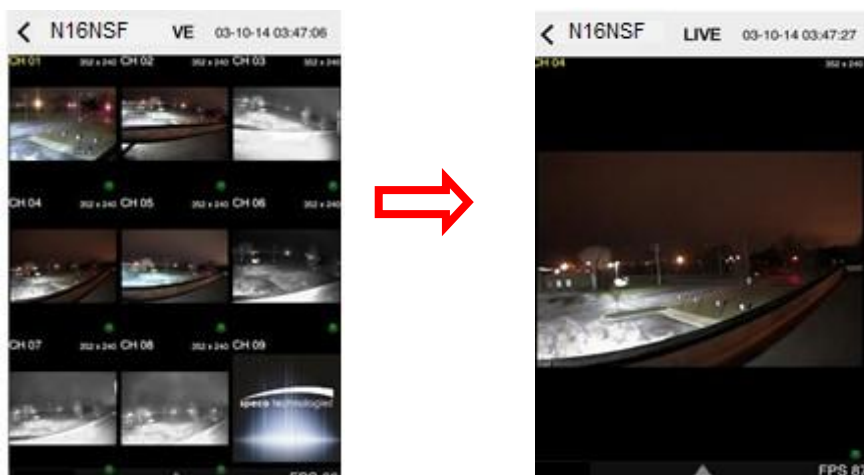 N16NSF VE 03-10-14 03:47:06
CH 01 352 x 240 CH 02 352 x 240 CH 03 352 x 240
CH 04 352 x 240 CH 05 352 x 240 CH 06 352 x 240
CH 07 352 x 240 CH 08 352 x 240 CH 09
speco technologies
FPS
N16NSF LIVE 03-10-14 03:47:27
CH 04 352 x 240
FPS